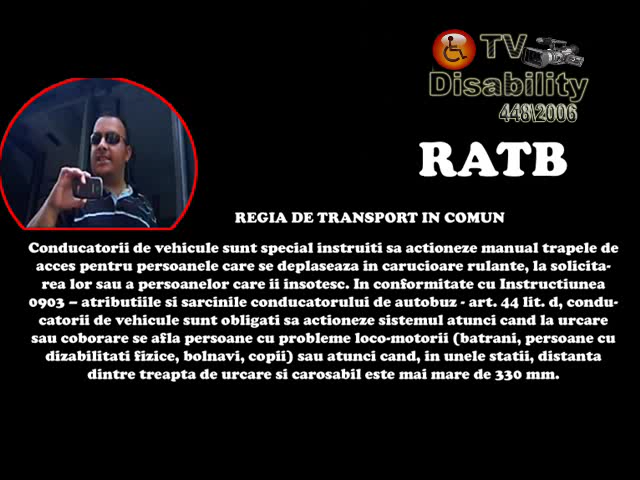 TV
Disability
448\2006
RATB
REGIA DE TRANSPORT IN COMUN
Conducatorii de vehicule sunt special instruiti sa actioneze manual trapele de
acces pentru persoanele care se deplaseaza in carucioare rulante, la solicita-
rea lor sau a persoanelor care ii insotesc. In conformitate cu Instructiunea
0903 – atributiile si sarcinile conducatorului de autobuz - art. 44 lit. d, condu-
catorii de vehicule sunt obligati sa actioneze sistemul atunci cand la urcare
sau coborare se afla persoane cu probleme loco-motorii (batrani, persoane cu
dizabilitati fizice, bolnavi, copii) sau atunci cand, in unele statii, distanta
dintre treapta de urcare si carosabil este mai mare de 330 mm.